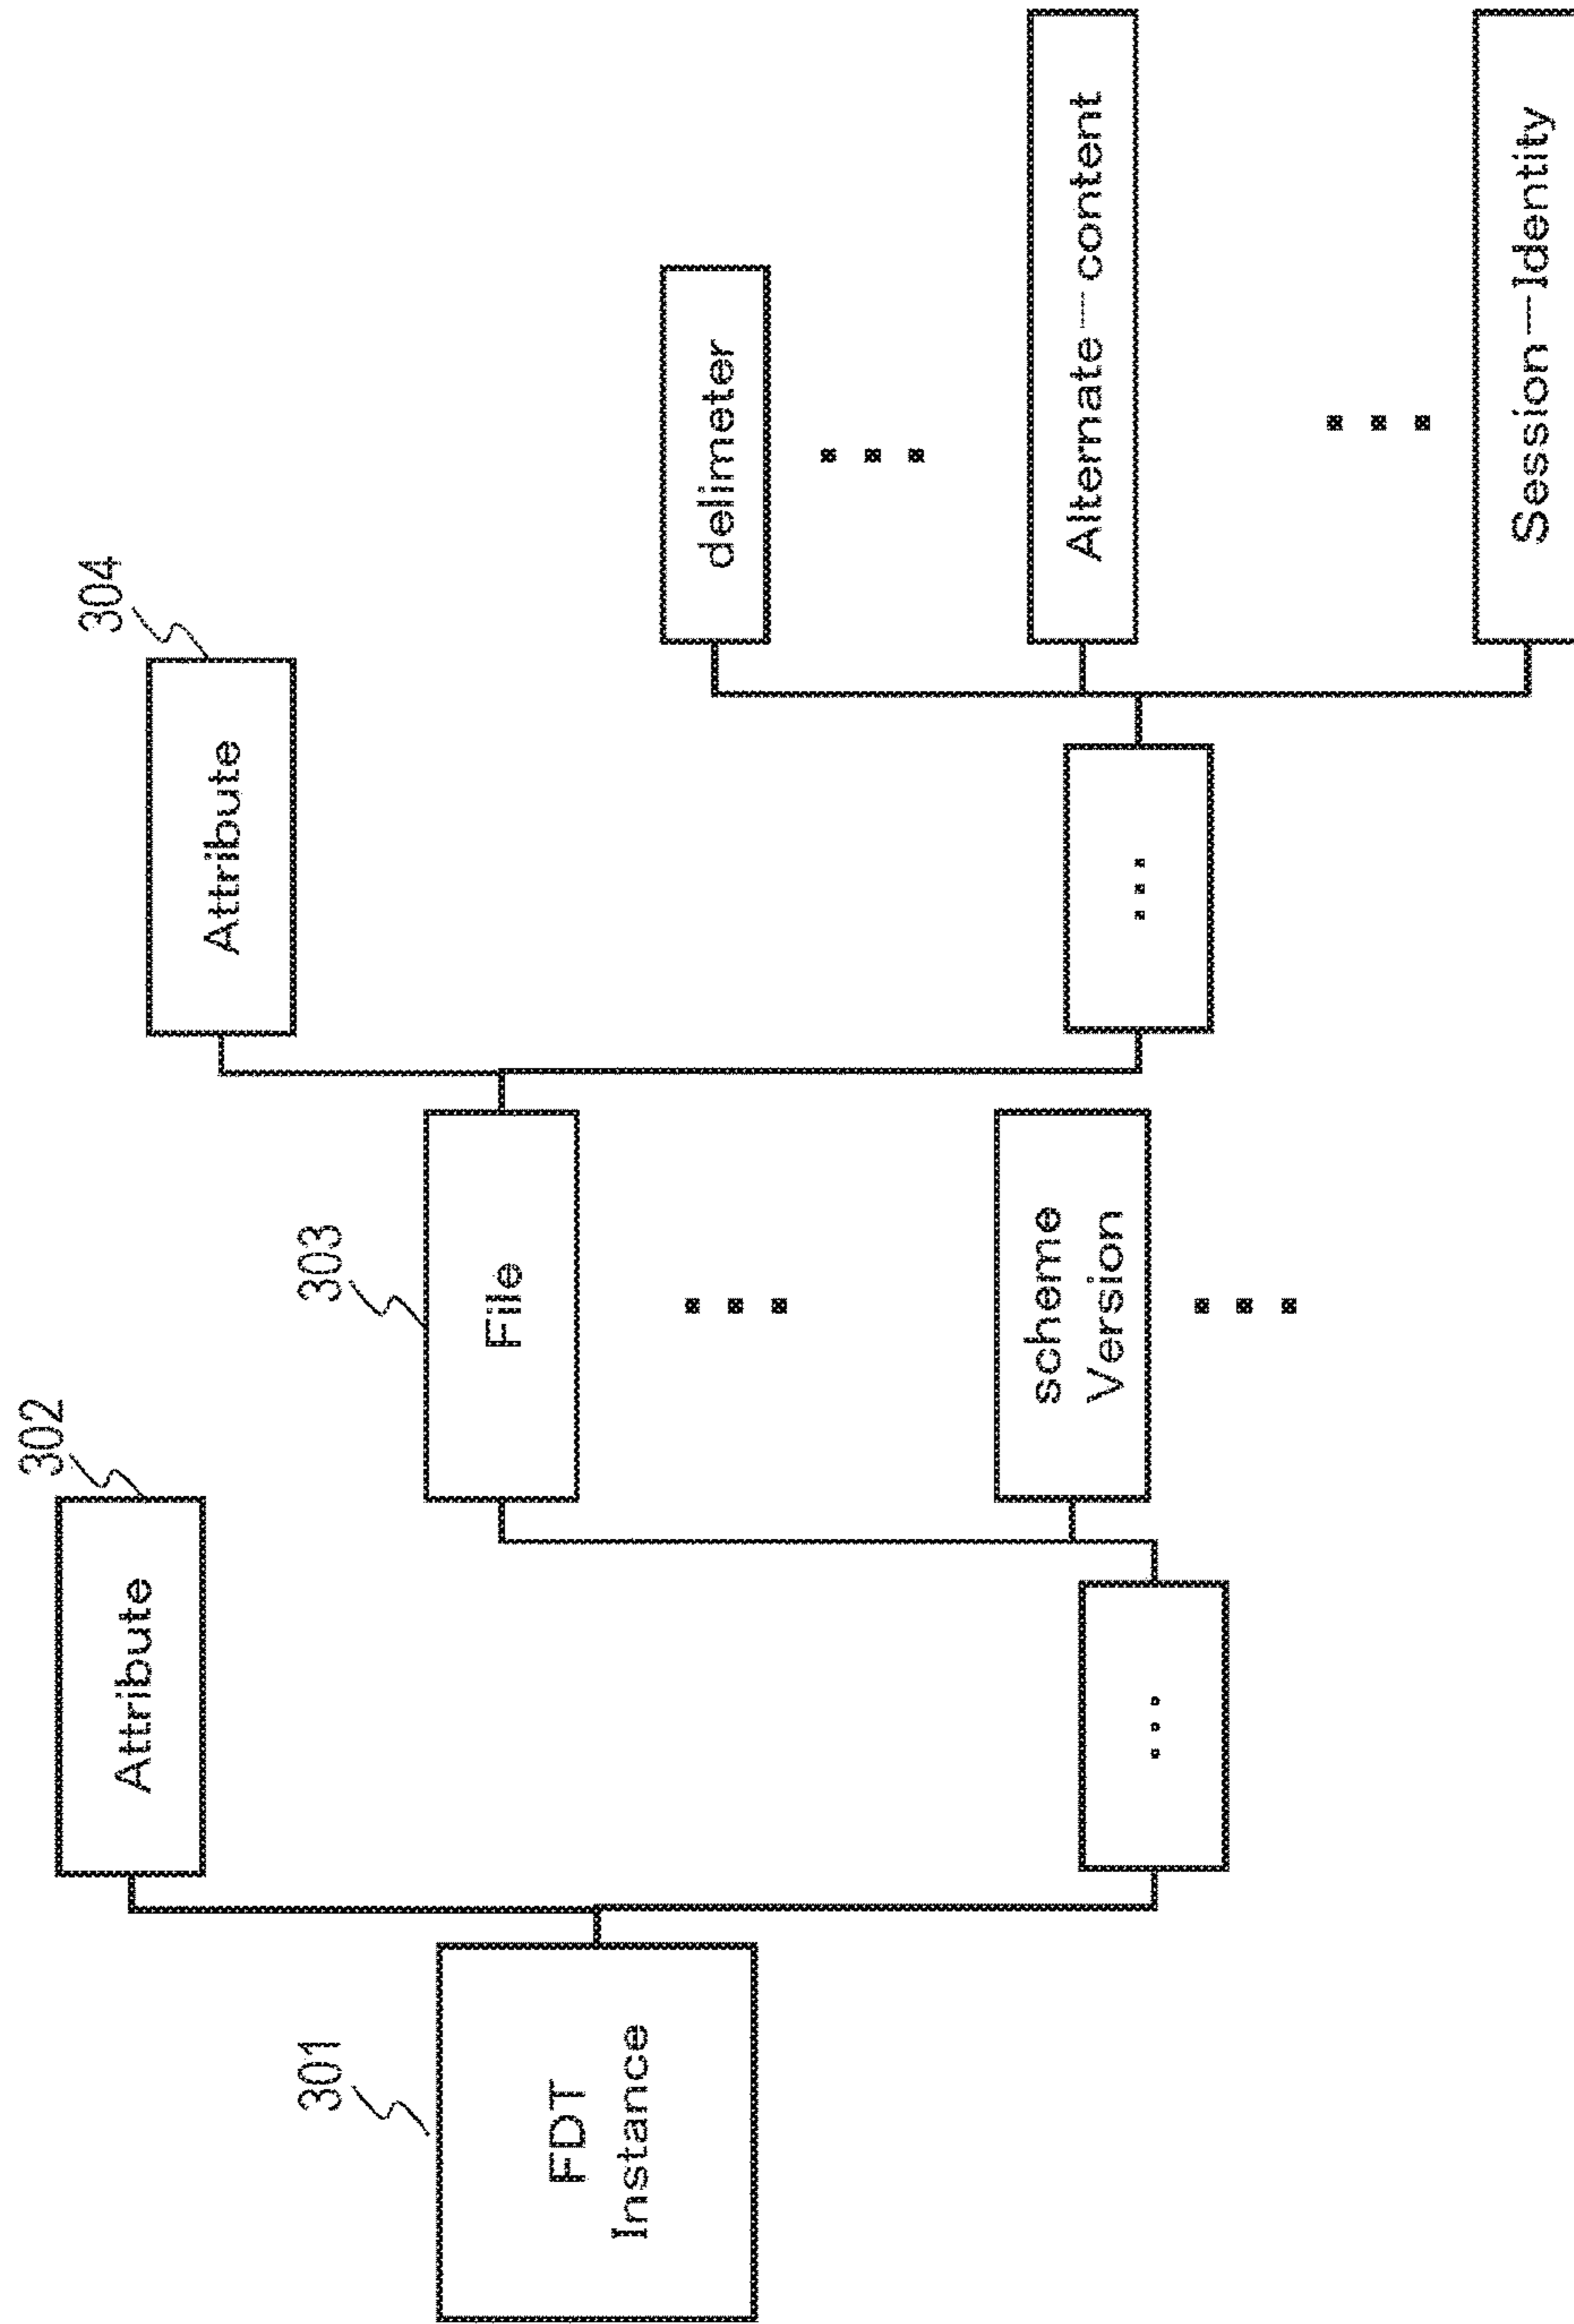 301
FDT
Instance
302
Attribute
...
303
File
...
scheme
Version
...
304
Attribute
...
delimeter
...
Alternate-content
...
Session-Identity